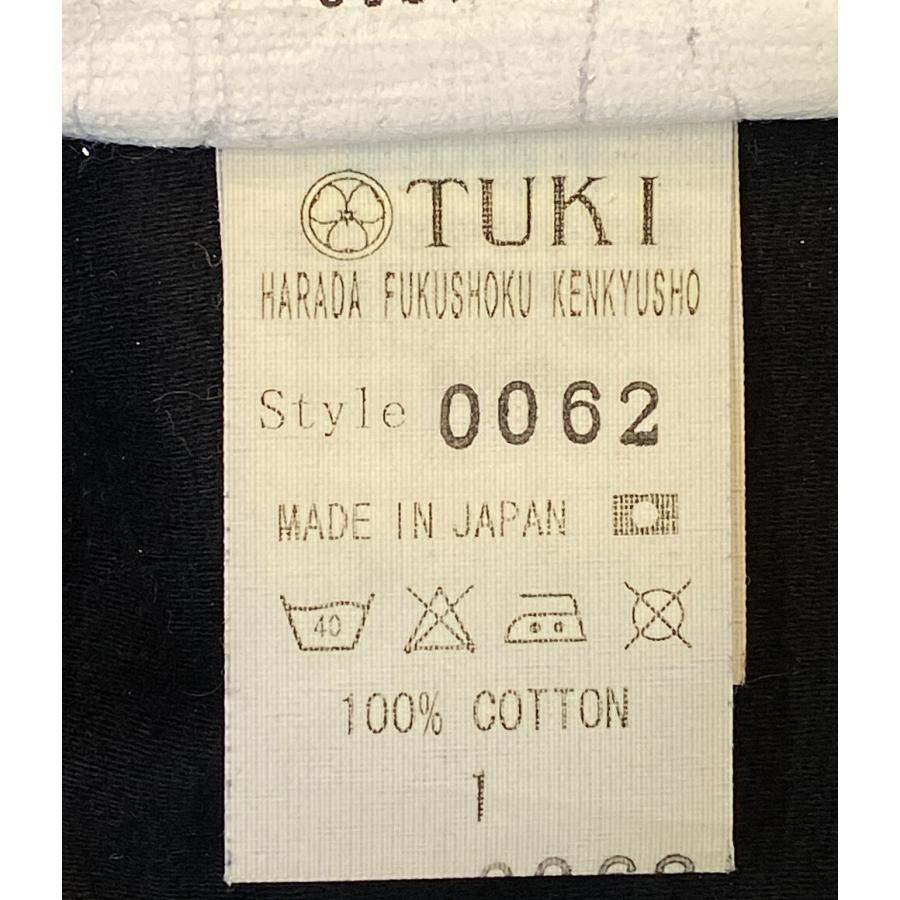 TUKI
HARADA FUKUSHOKU KENKYUSHO
Style 0062
MADE IN JAPAN
40
100% COTTON
1